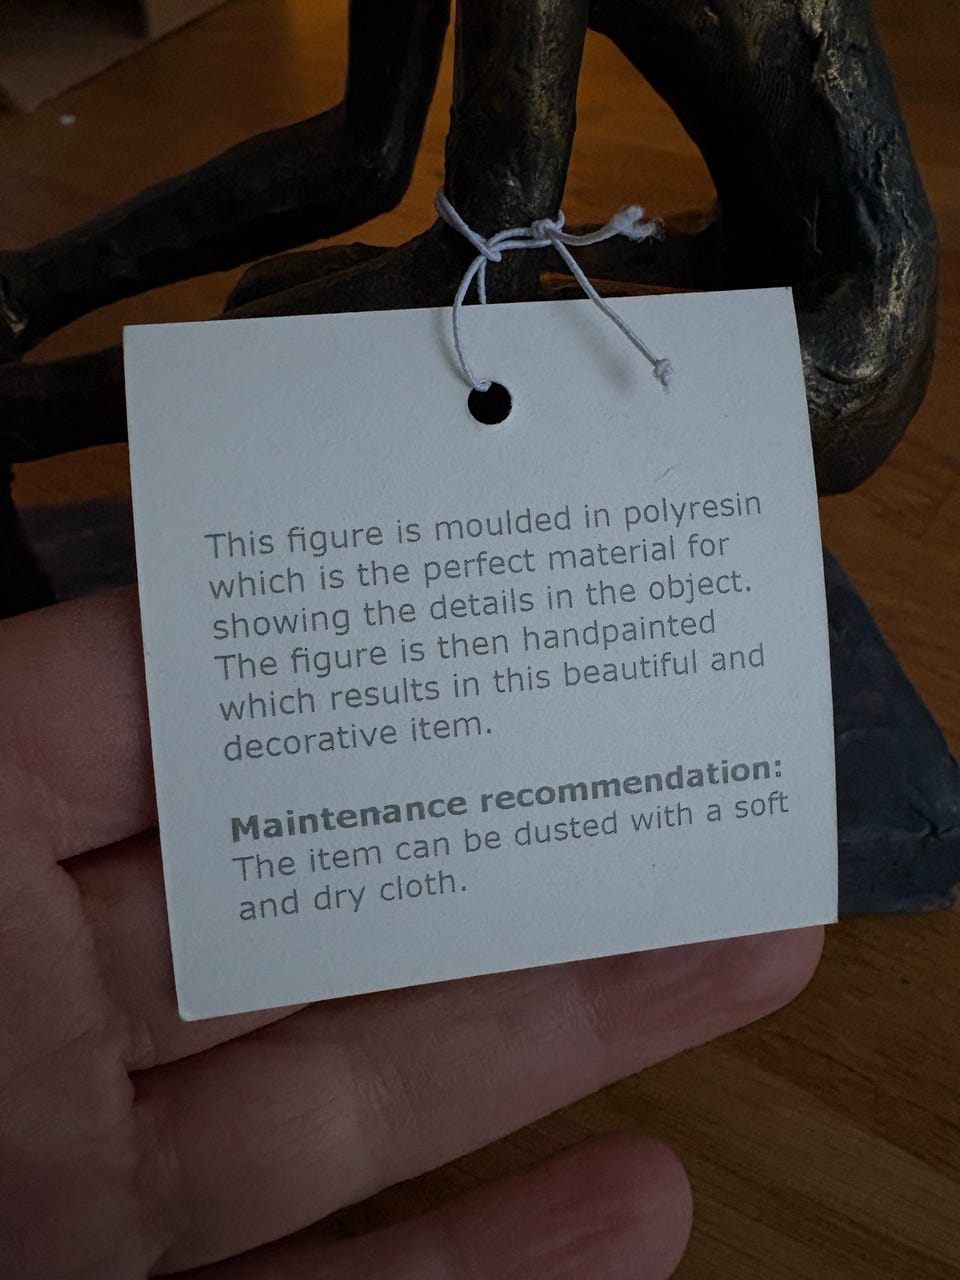 This figure is moulded in polyresin
which is the perfect material for
showing the details in the object.
The figure is then handpainted
which results in this beautiful and
decorative item.
Maintenance recommendation:
The item can be dusted with a soft
and dry cloth.